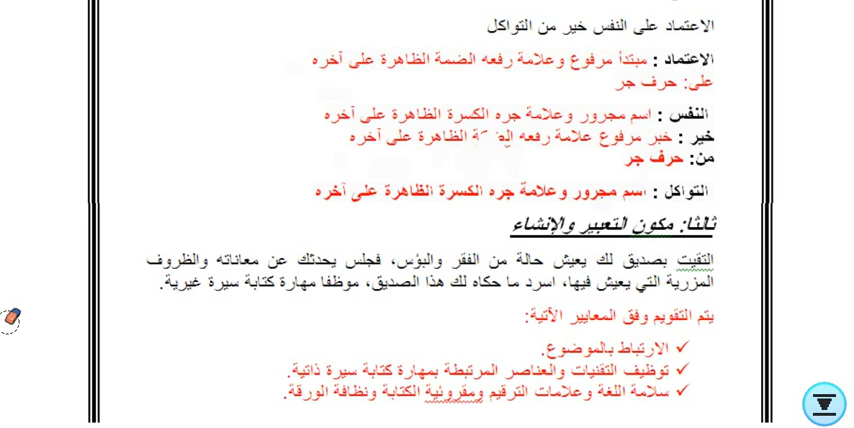 الاعتماد على النفس خير من التواكل
الاعتماد : مبتدأ مرفوع وعلامة رفعه الضمة الظاهرة على آخره
على: حرف جر
النفس : اسم مجرور وعلامة جره الكسرة الظاهرة على آخره
خير : خبر مرفوع علامة رفعه الظاهرة على آخره
من: حرف جر
التواكل : اسم مجرور وعلامة جره الكسرة الظاهرة على آخره
ثالثا: مكون التعبير والإنشاء
التقيت بصديق لك يعيش حالة من الفقر والبؤس، فجلس يحدثك عن معاناته والظروف
المزرية التي يعيش فيها، اسرد ما حكاه لك هذا الصديق، موظفا مهارة كتابة سيرة غيرية.
يتم التقويم وفق المعايير الآتية:
✓ الارتباط بالموضوع.
✓ توظيف التقنيات والعناصر المرتبطة بمهارة كتابة سيرة ذاتية.
✓ سلامة اللغة وعلامات الترقيم ومقروئية الكتابة ونظافة الورقة.